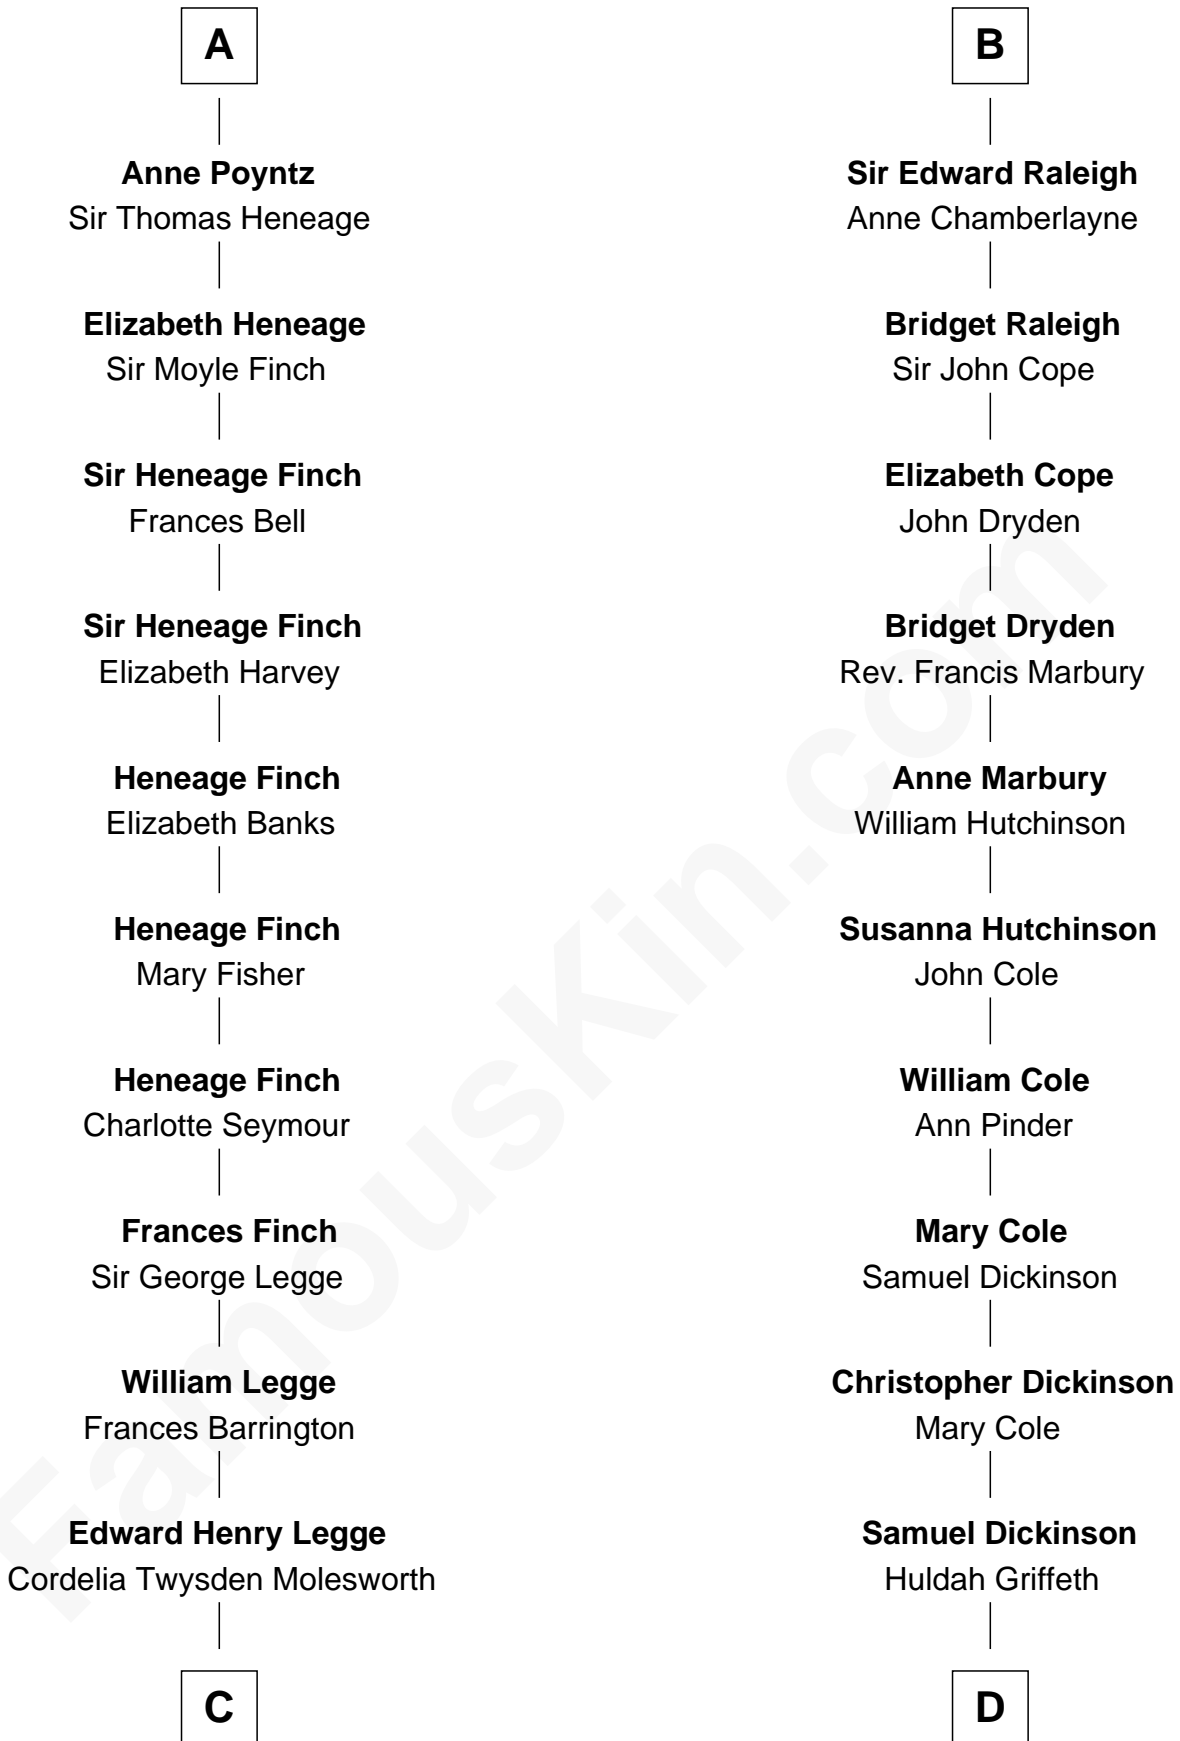 A
Anne Poyntz
Sir Thomas Heneage
Elizabeth Heneage
Sir Moyle Finch
Sir Heneage Finch
Frances Bell
Sir Heneage Finch
Elizabeth Harvey
Heneage Finch
Elizabeth Banks
Heneage Finch
Mary Fisher
Heneage Finch
Charlotte Seymour
Frances Finch
Sir George Legge
William Legge
Frances Barrington
Edward Henry Legge
Cordelia Twysden Molesworth
C
B
Sir Edward Raleigh
Anne Chamberlayne
Bridget Raleigh
Sir John Cope
Elizabeth Cope
John Dryden
Bridget Dryden
Rev. Francis Marbury
Anne Marbury
William Hutchinson
Susanna Hutchinson
John Cole
William Cole
Ann Pinder
Mary Cole
Samuel Dickinson
Christopher Dickinson
Mary Cole
Samuel Dickinson
Huldah Griffeth
D
FamousKin.com